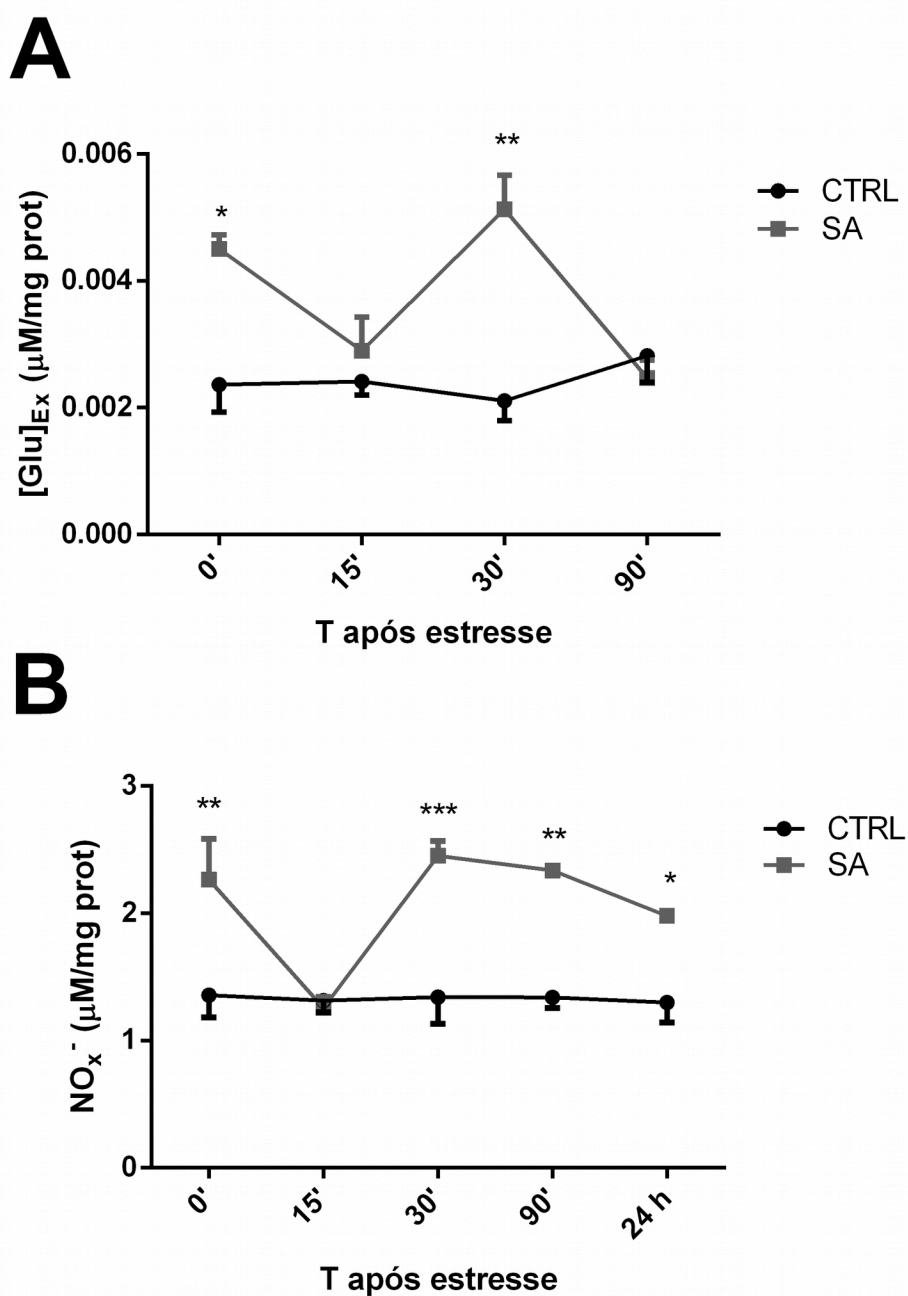 A
**
0.006
CTRL
SA
*
0.004
0.002
0.000
[Glu]Ex (μM/mg prot)
0'
15'
30'
90'
T após estresse
B
3
**
***
**
*
CTRL
SA
2
1
0
NOx- (μM/mg prot)
0'
15'
30'
90'
24 h
T após estresse